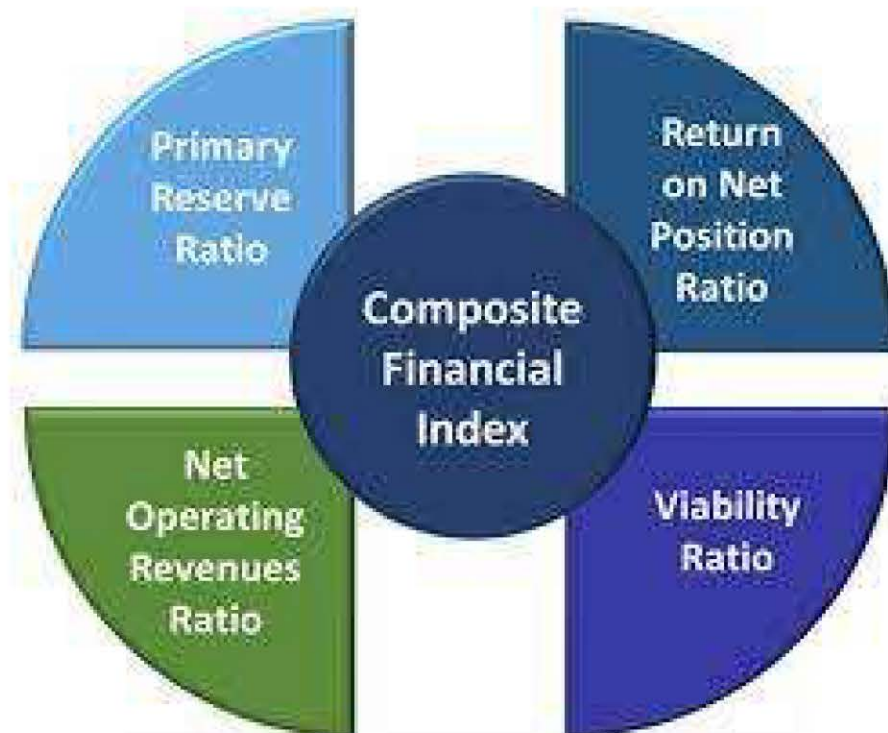 Primary
Reserve
Ratio
Return
on Net
Position
Ratio
Composite
Financial
Index
Net
Operating
Revenues
Ratio
Viability
Ratio